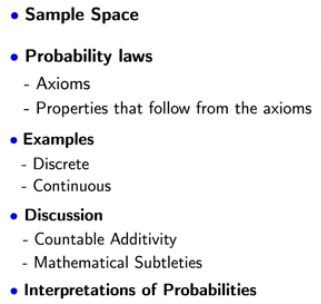 • Sample Space
• Probability laws
- Axioms
- Properties that follow from the axioms
• Examples
- Discrete
- Continuous
• Discussion
- Countable Additivity
- Mathematical Subtleties
• Interpretations of Probabilities